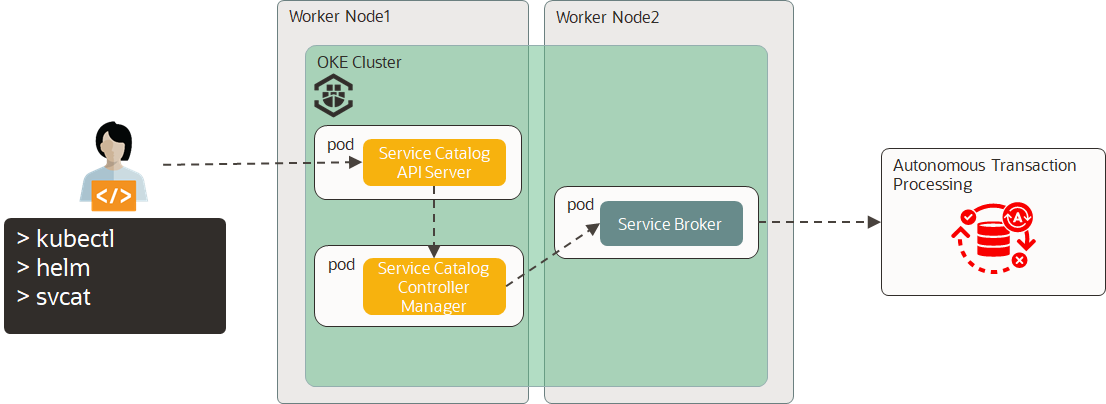 Worker Node1
Worker Node2
OKE Cluster
pod
Service Catalog
API Server
</>
> kubectl
> helm
> svcat
pod
Service Catalog
Controller
Manager
pod
Service Broker
Autonomous Transaction
Processing
A